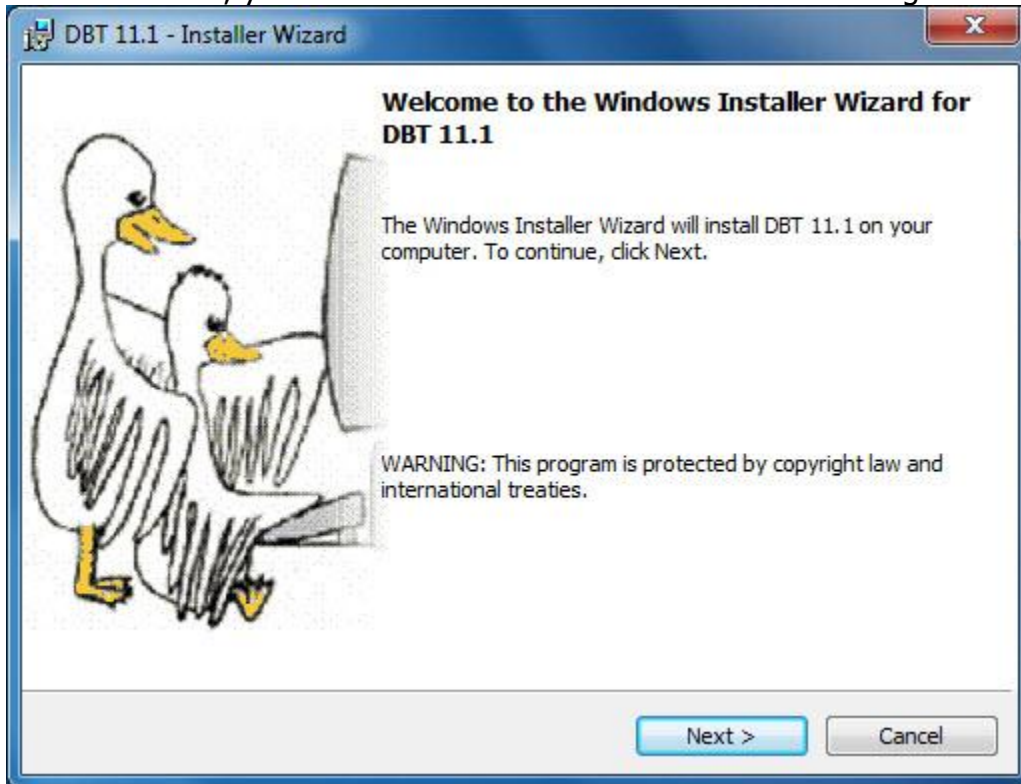 DBT 11.1 - Installer Wizard
Welcome to the Windows Installer Wizard for
DBT 11.1
The Windows Installer Wizard will install DBT 11.1 on your
computer. To continue, click Next.
WARNING: This program is protected by copyright law and
international treaties.
Next >
Cancel